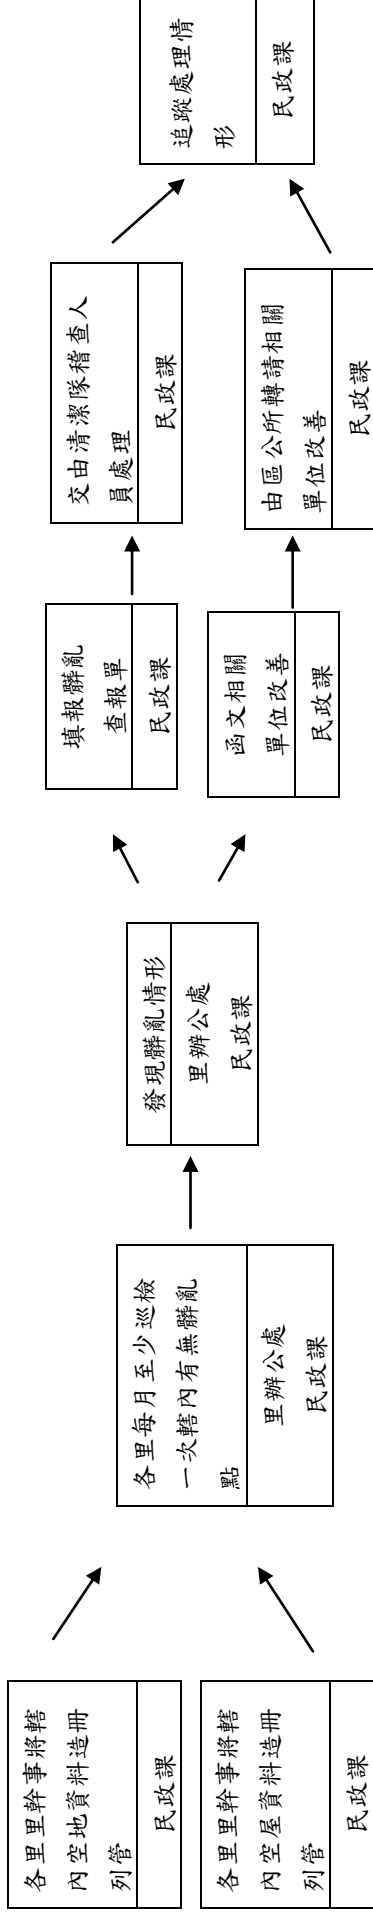 各里里幹事將轄
內空地資料造冊
列管
民政課
各里里幹事將轄
內空屋資料造冊
列管
民政課
各里每月至少巡檢
一次轄內有無髒亂
點
里辦公處
民政課
發現髒亂情形
里辦公處
民政課
填報髒亂
查報單
民政課
函文相關
單位改善
民政課
交由清潔隊稽查人
員處理
民政課
由區公所轉請相關
單位改善
民政課
追蹤處理情
形
民政課